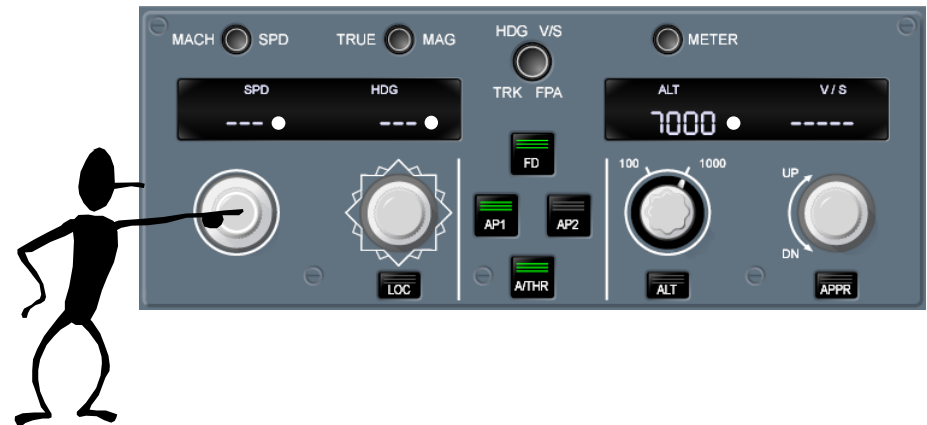 MACH SPD TRUE MAG HDG V/S METER
TRK FPA
SPD HDG ALT V/S
--- --- 7000 -----
FD
100 1000
UP
AP1 AP2
DN
LOC A/THR ALT APPR